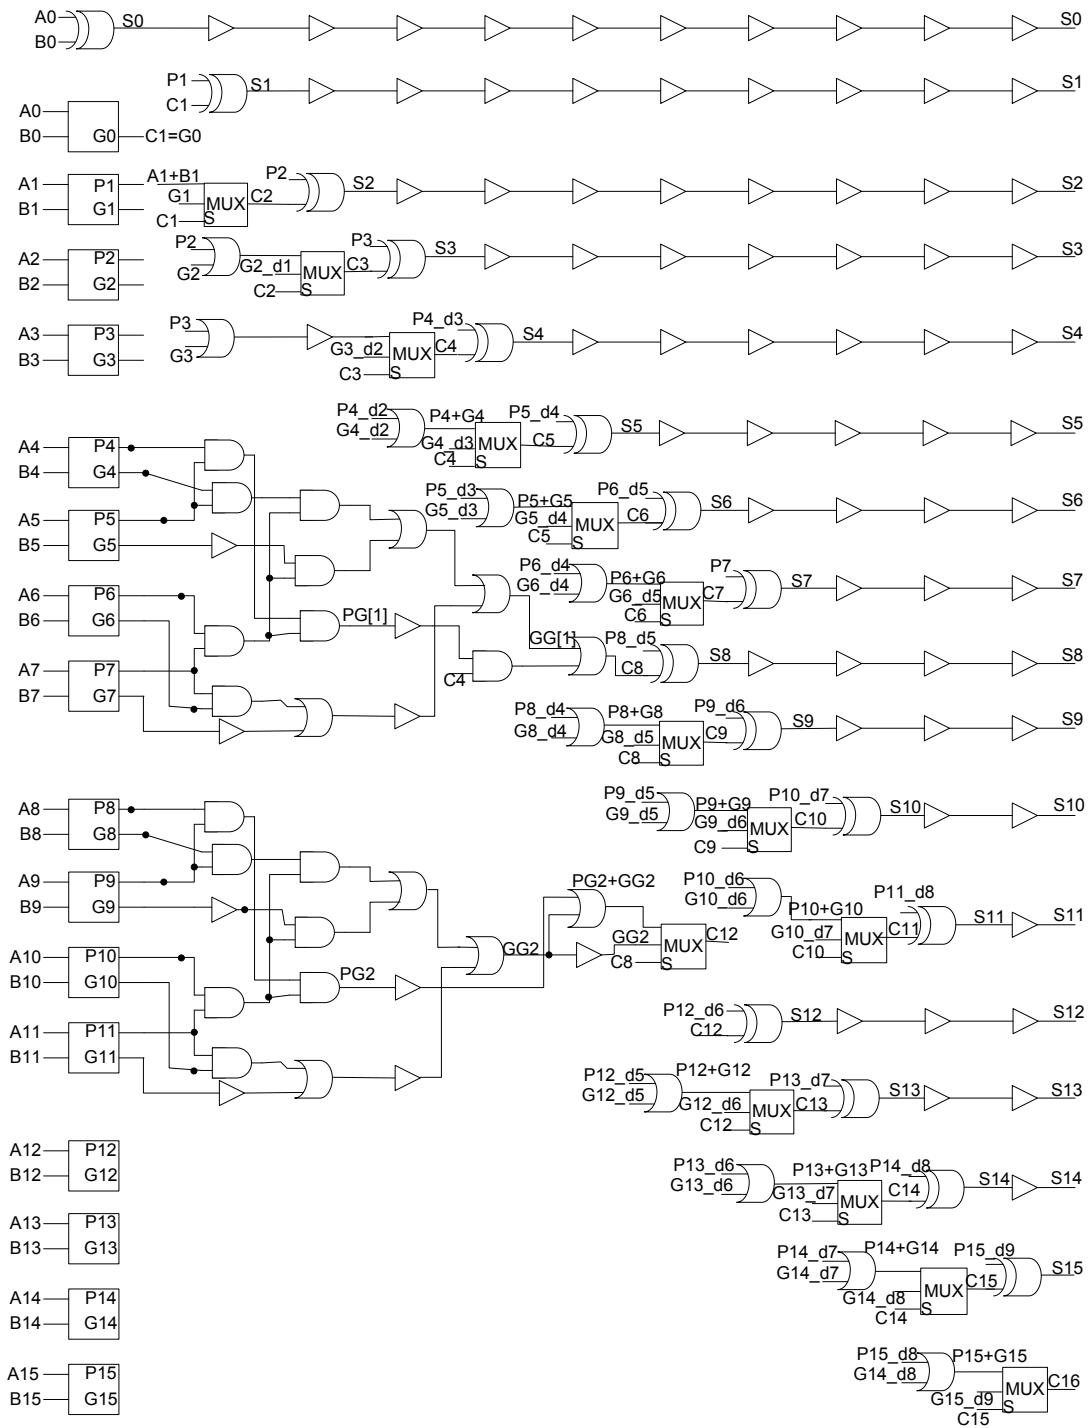 A0 S0 S0
B0
P1 S1 S1
C1
A0
B0 G0 C1=G0
A1 P1 A1+B1 P2 S2 S2
B1 G1 G1 MUX C2
C1 S
A2 P2 P2 P3 S3 S3
B2 G2 G2 G2_d1 MUX C3
C2 S
A3 P3 P3 P4_d3 S4 S4
B3 G3 G3 G3_d2 MUX C4
C3 S
P4_d2 P4+G4 P5_d4 S5 S5
G4_d2 G4_d3 MUX C5
C4 S
A4 P4
B4 G4
P5_d3 P5+G5 P6_d5 S6 S6
G5_d3 G5_d4 MUX C6
C5 S
A5 P5
B5 G5
P6_d4 P6+G6 P7 S7 S7
G6_d4 G6_d5 MUX C7
C6 S
A6 P6
B6 G6
PG[1] GG[1] P8_d5 S8 S8
C4 C8
A7 P7
B7 G7
P8_d4 P8+G8 P9_d6 S9 S9
G8_d4 G8_d5 MUX C9
C8 S
A8 P8
B8 G8
P9_d5 P9+G9 P10_d7 S10 S10
G9_d5 G9_d6 MUX C10
C9 S
A9 P9
B9 G9
PG2+GG2 P10_d6 P10+G10 P11_d8 S11 S11
G10_d6 G10_d7 MUX C11
C10 S
A10 P10
B10 G10
PG2 GG2 GG2 MUX C12
C8 S
A11 P11
B11 G11
P12_d6 S12 S12
C12
P12_d5 P12+G12 P13_d7 S13 S13
G12_d5 G12_d6 MUX C13
C12 S
A12 P12
B12 G12
P13_d6 P13+G13 P14_d8 S14 S14
G13_d6 G13_d7 MUX C14
C13 S
A13 P13
B13 G13
P14_d7 P14+G14 P15_d9 S15
G14_d7 G14_d8 MUX C15
C14 S
A14 P14
B14 G14
P15_d8 P15+G15
G14_d8 G15_d9 MUX C16
C15 S
A15 P15
B15 G15